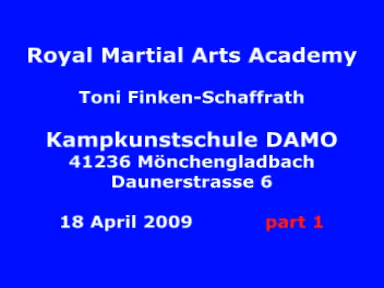 Royal Martial Arts Academy
Toni Finken-Schaffrath
Kampkunstschule DAMO
41236 Mönchengladbach
Daunerstrasse 6
18 April 2009 part 1